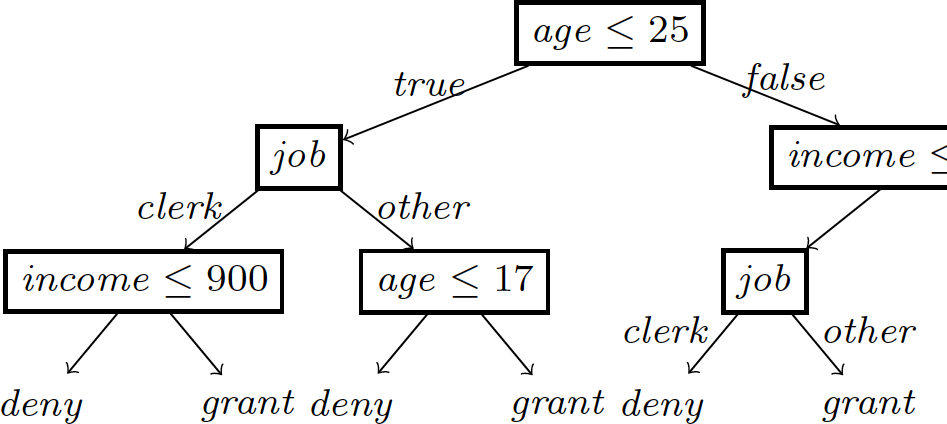 age ≤ 25
true
false
job
income ≤
clerk
other
income ≤ 900
age ≤ 17
job
clerk
other
deny
grant
deny
grant
deny
grant